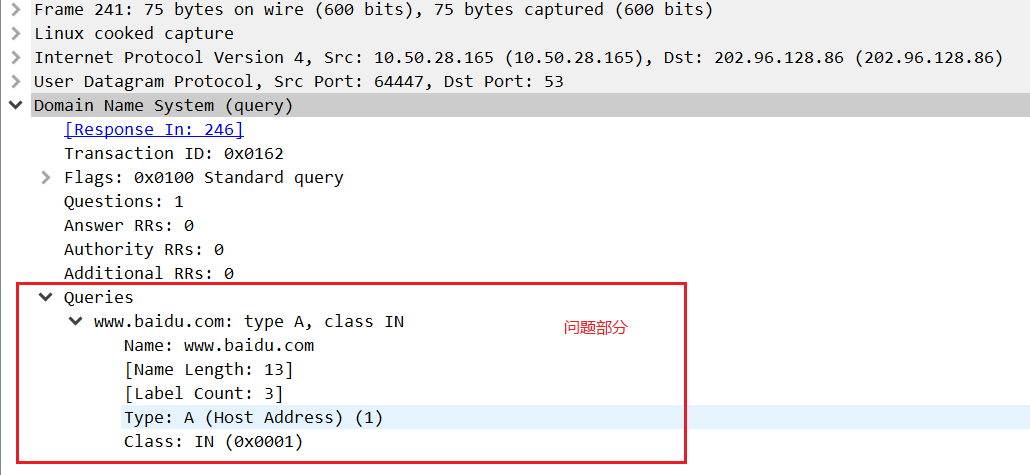 Frame 241: 75 bytes on wire (600 bits), 75 bytes captured (600 bits)
Linux cooked capture
Internet Protocol Version 4, Src: 10.50.28.165 (10.50.28.165), Dst: 202.96.128.86 (202.96.128.86)
User Datagram Protocol, Src Port: 64447, Dst Port: 53
Domain Name System (query)
[Response In: 246]
Transaction ID: 0x0162
Flags: 0x0100 Standard query
Questions: 1
Answer RRs: 0
Authority RRs: 0
Additional RRs: 0
Queries
www.baidu.com: type A, class IN
问题部分
Name: www.baidu.com
[Name Length: 13]
[Label Count: 3]
Type: A (Host Address) (1)
Class: IN (0x0001)